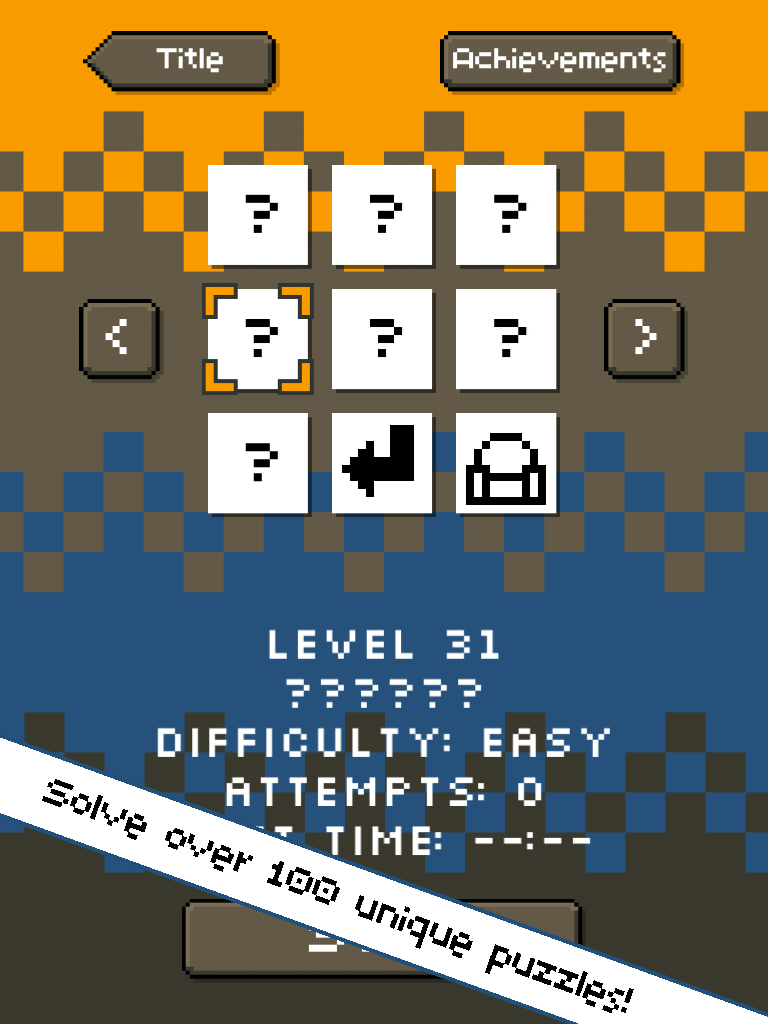 Title
Achievements
? ? ?
< ? ? ? >
?
LEVEL 31
??????
DIFFICULTY: EASY
ATTEMPTS: 0
TIME: --:--
Solve over 100 unique puzzles!